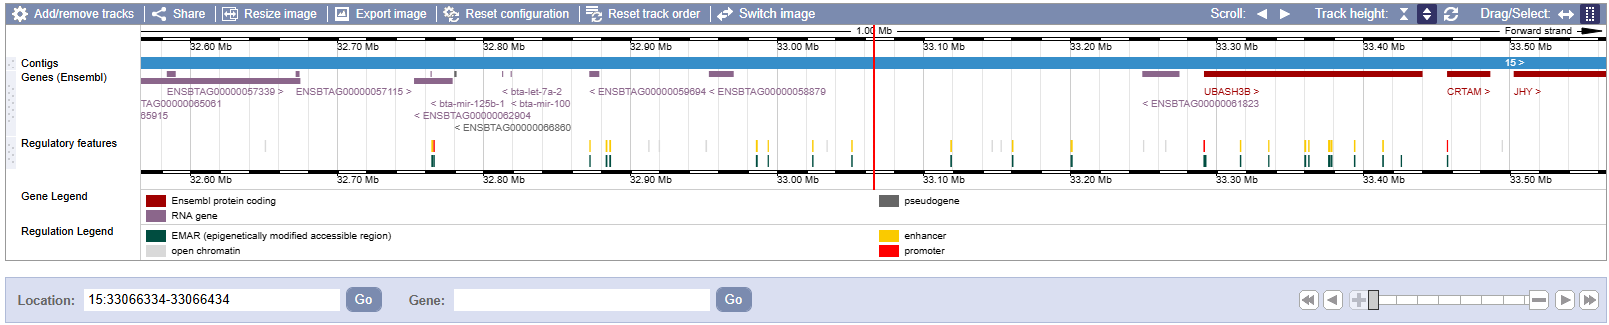 Add/remove tracks Share Resize image Export image Reset configuration Reset track order Switch image Scroll: Track height: Drag/Select:
1.00 Mb Forward strand
32.60 Mb 32.70 Mb 32.80 Mb 32.90 Mb 33.00 Mb 33.10 Mb 33.20 Mb 33.30 Mb 33.40 Mb 33.50 Mb
Contigs 15 >
Genes (Ensembl)
ENSBTAG00000057339 > ENSBTAG00000057115 > < bta-let-7a-2 < ENSBTAG00000059694 < ENSBTAG00000058879 UBASH3B > CRTAM > JHY >
TAG00000065061 < bta-mir-125b-1 < bta-mir-100 < ENSBTAG00000061823
65915 < ENSBTAG00000062904
< ENSBTAG00000066860
Regulatory features
32.60 Mb 32.70 Mb 32.80 Mb 32.90 Mb 33.00 Mb 33.10 Mb 33.20 Mb 33.30 Mb 33.40 Mb 33.50 Mb
Gene Legend Ensembl protein coding pseudogene
RNA gene
Regulation Legend EMAR (epigenetically modified accessible region) enhancer
open chromatin promoter
Location: 15:33066334-33066434 Go Gene: Go